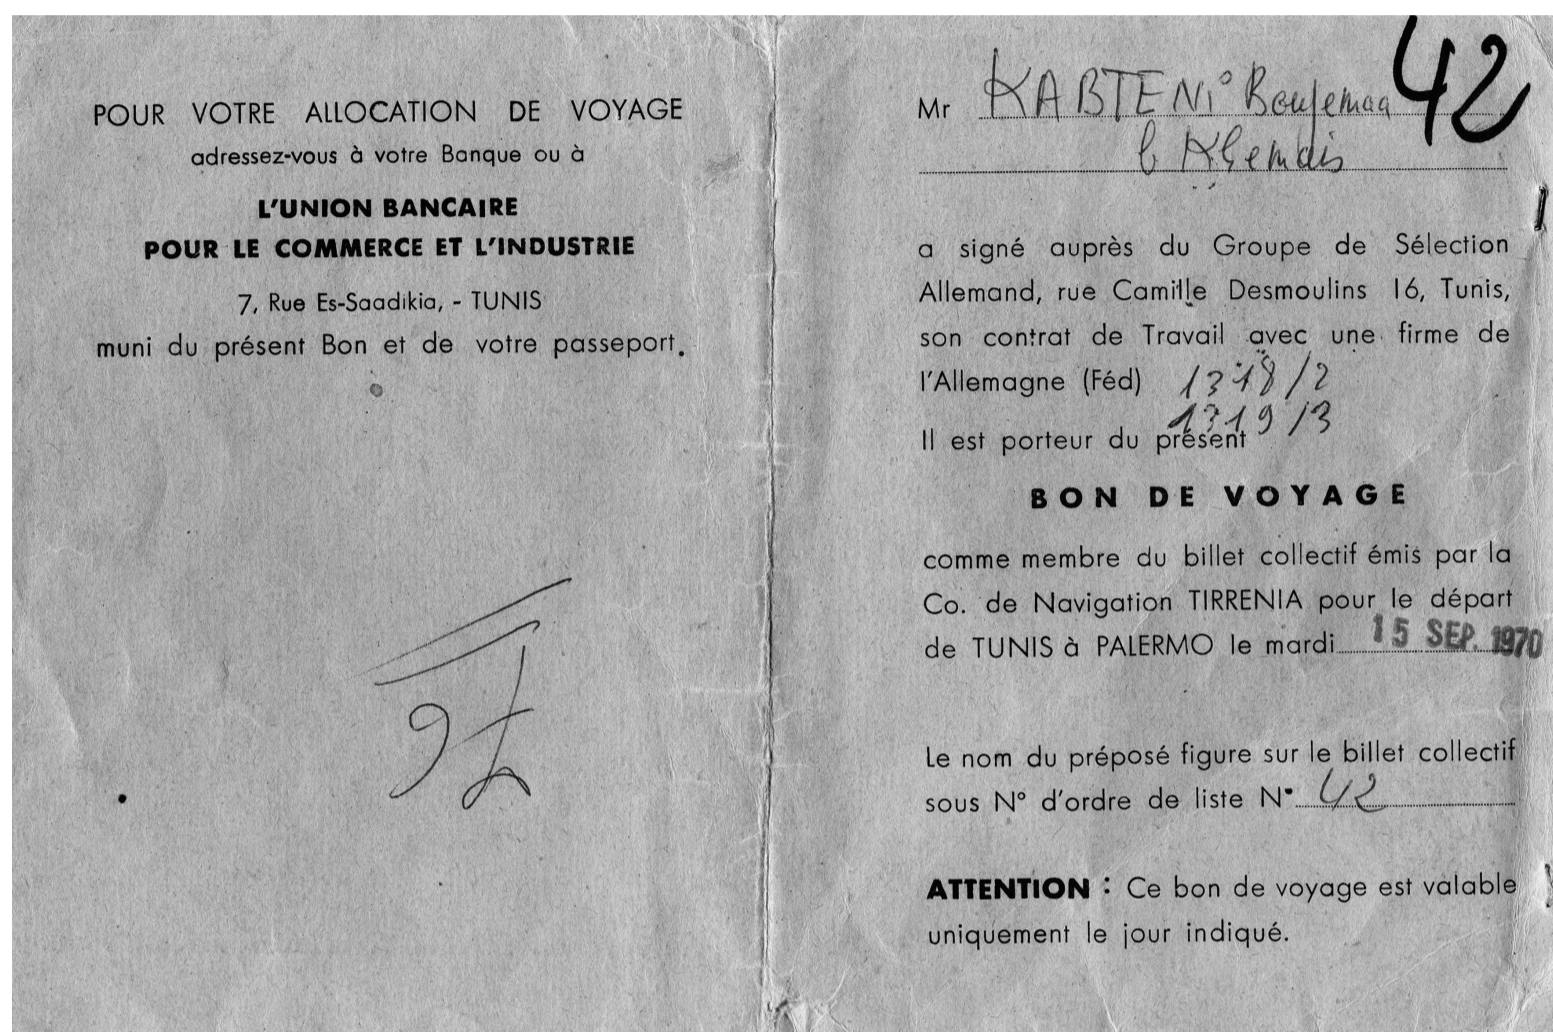 POUR VOTRE ALLOCATION DE VOYAGE
adressez-vous à votre Banque ou à
L'UNION BANCAIRE
POUR LE COMMERCE ET L'INDUSTRIE
7, Rue Es-Saadikia, - TUNIS
muni du présent Bon et de votre passeport.
42
Mr KABTENI Boujemaa
b Khemais
a signé auprès du Groupe de Sélection
Allemand, rue Camille Desmoulins 16, Tunis,
son contrat de Travail avec une firme de
l'Allemagne (Féd) 1318/2
1319/3
Il est porteur du présent
BON DE VOYAGE
comme membre du billet collectif émis par la
Co. de Navigation TIRRENIA pour le départ
de TUNIS à PALERMO le mardi 15 SEP. 1970
Le nom du préposé figure sur le billet collectif
sous N° d'ordre de liste N° 42
ATTENTION : Ce bon de voyage est valable
uniquement le jour indiqué.